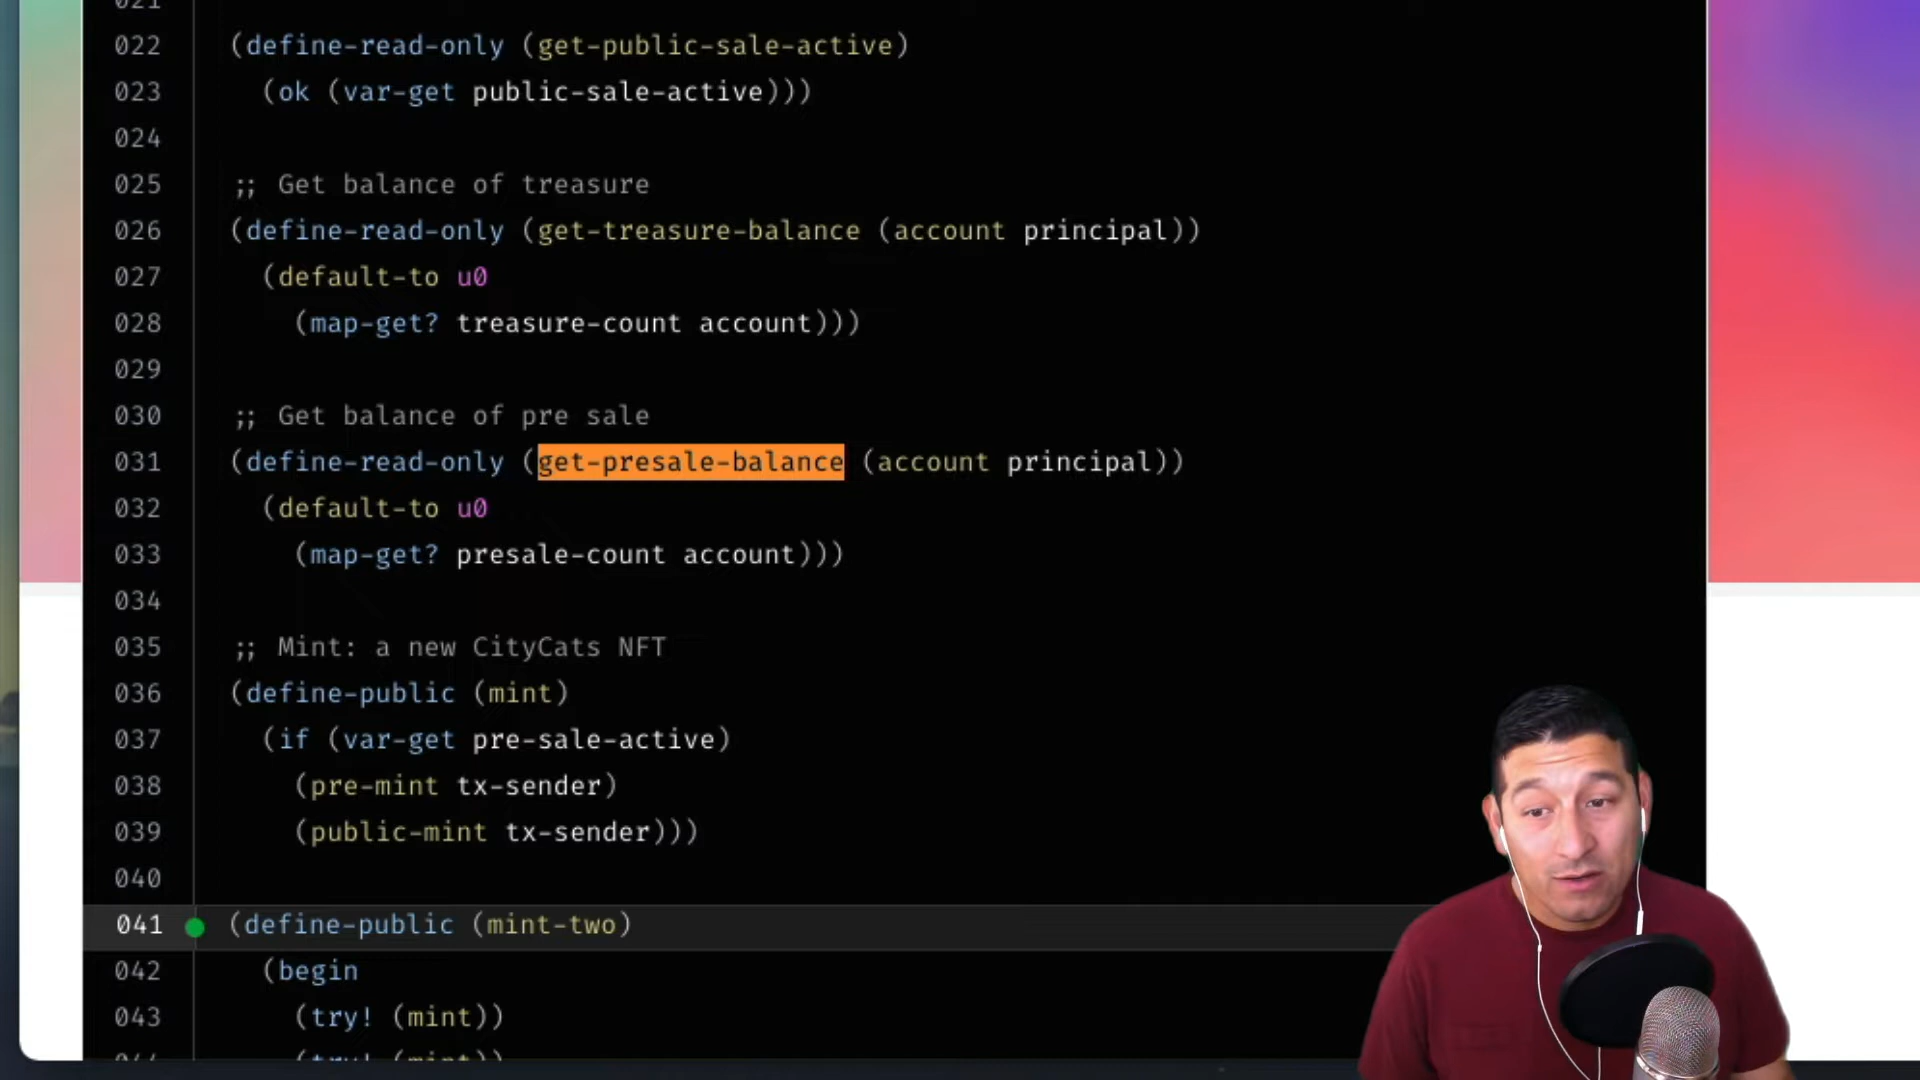 021
022 (define-read-only (get-public-sale-active)
023 (ok (var-get public-sale-active)))
024
025 ;; Get balance of treasure
026 (define-read-only (get-treasure-balance (account principal))
027 (default-to u0
028 (map-get? treasure-count account)))
029
030 ;; Get balance of pre sale
031 (define-read-only (get-presale-balance (account principal))
032 (default-to u0
033 (map-get? presale-count account)))
034
035 ;; Mint: a new CityCats NFT
036 (define-public (mint)
037 (if (var-get pre-sale-active)
038 (pre-mint tx-sender)
039 (public-mint tx-sender)))
040
041 (define-public (mint-two)
042 (begin
043 (try! (mint))
044 (try! (mint))